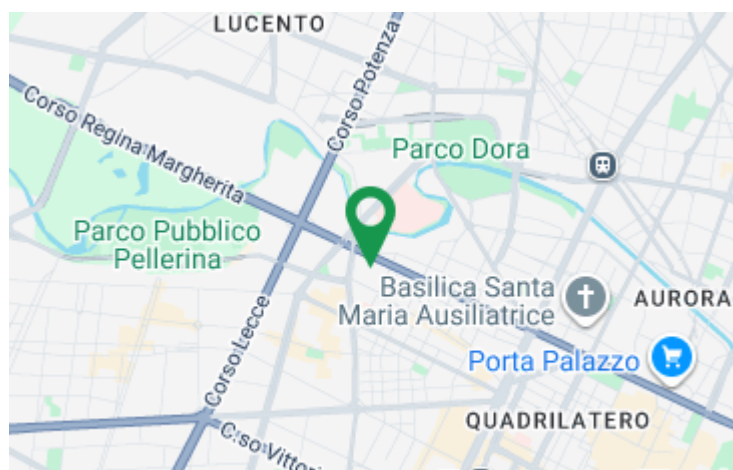 LUCENTO
Corso Potenza
Corso Regina Margherita
Parco Dora
Parco Pubblico
Pellerina
Basilica Santa
Maria Ausiliatrice
AURORA
Corso Lecce
Porta Palazzo
QUADRILATERO
C.so Vitto